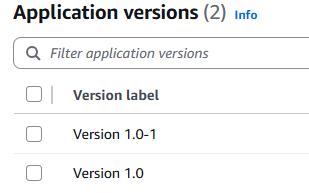 Application versions (2) Info
Filter application versions
Version label
Version 1.0-1
Version 1.0